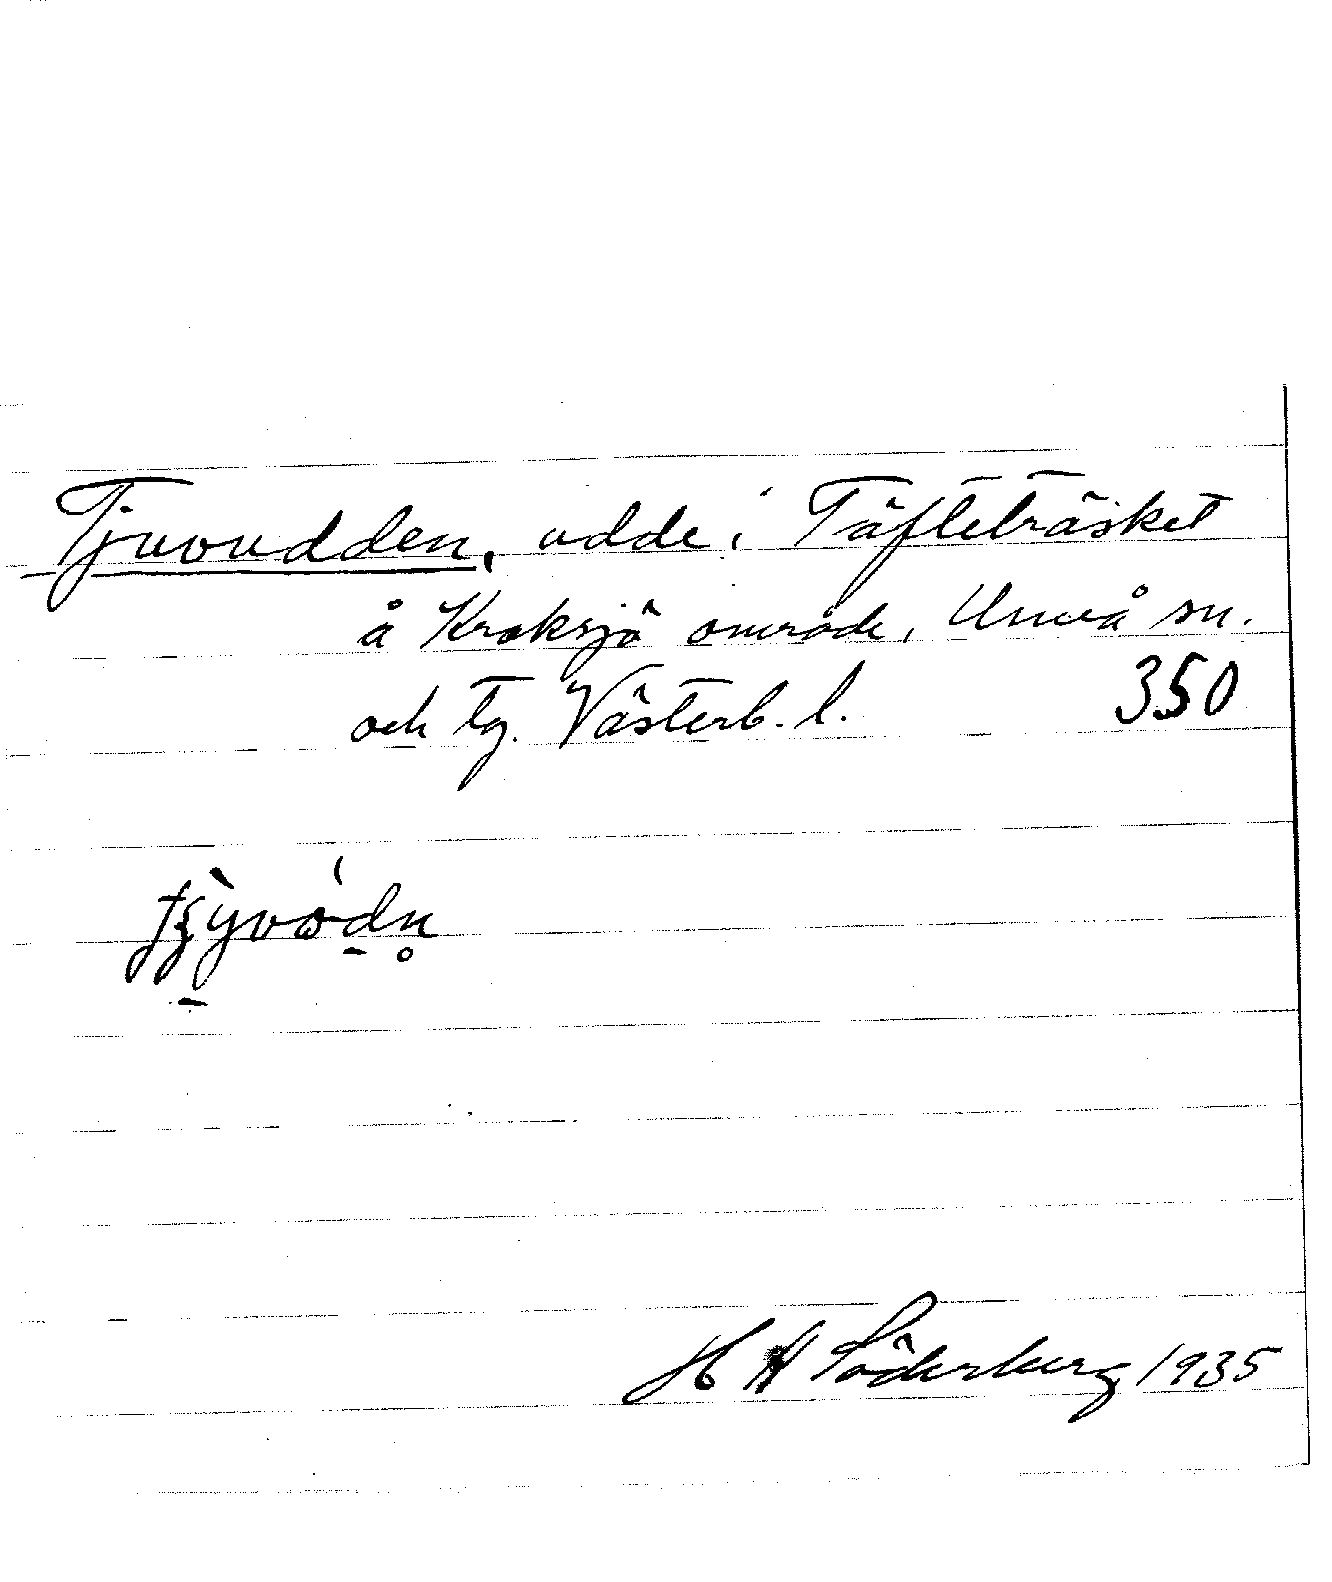 Tjuvudden, udde i Täfteträsket
å Kroksjö område, Umeå sn.
och tg. Västerb. l. 350
H A Söderberg 1935